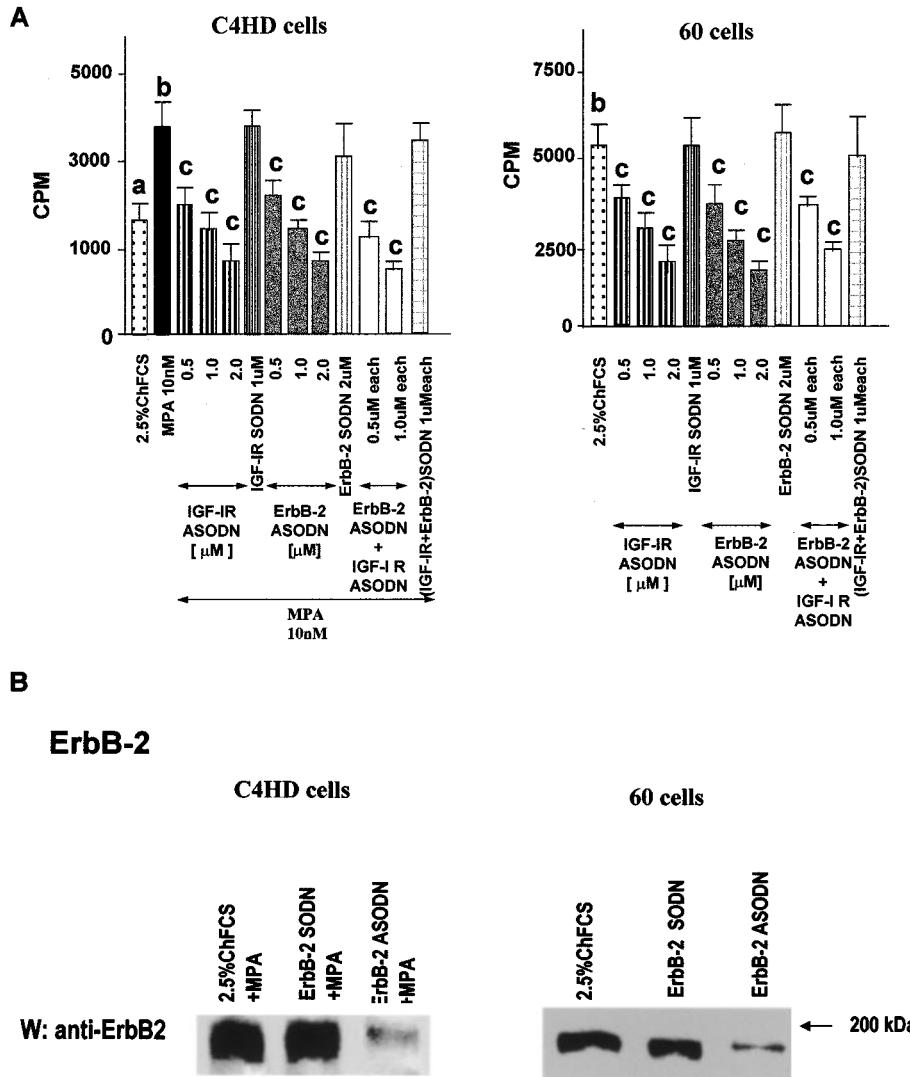 A
C4HD cells
60 cells
CPM
5000
3000
1000
0
a
b
c
c
c
c
c
c
c
c
2.5%ChFCS
MPA 10nM
0.5
1.0
2.0
IGF-IR SODN 1uM
0.5
1.0
2.0
ErbB-2 SODN 2uM
0.5uM each
1.0uM each
(IGF-IR+ErbB-2)SODN 1uMeach
IGF-IR
ASODN
[ μM ]
ErbB-2
ASODN
[μM]
ErbB-2
ASODN
+
IGF-I R
ASODN
MPA
10nM
CPM
7500
5000
2500
0
b
c
c
c
c
c
c
c
c
2.5%ChFCS
0.5
1.0
2.0
IGF-IR SODN 1uM
0.5
1.0
2.0
ErbB-2 SODN 2uM
0.5uM each
1.0uM each
(IGF-IR+ErbB-2)SODN 1uMeach
IGF-IR
ASODN
[ μM ]
ErbB-2
ASODN
[μM]
ErbB-2
ASODN
+
IGF-I R
ASODN
B
ErbB-2
C4HD cells
60 cells
2.5%ChFCS
+MPA
ErbB-2 SODN
+MPA
ErbB-2 ASODN
+MPA
2.5%ChFCS
ErbB-2 SODN
ErbB-2 ASODN
W: anti-ErbB2
200 kDa